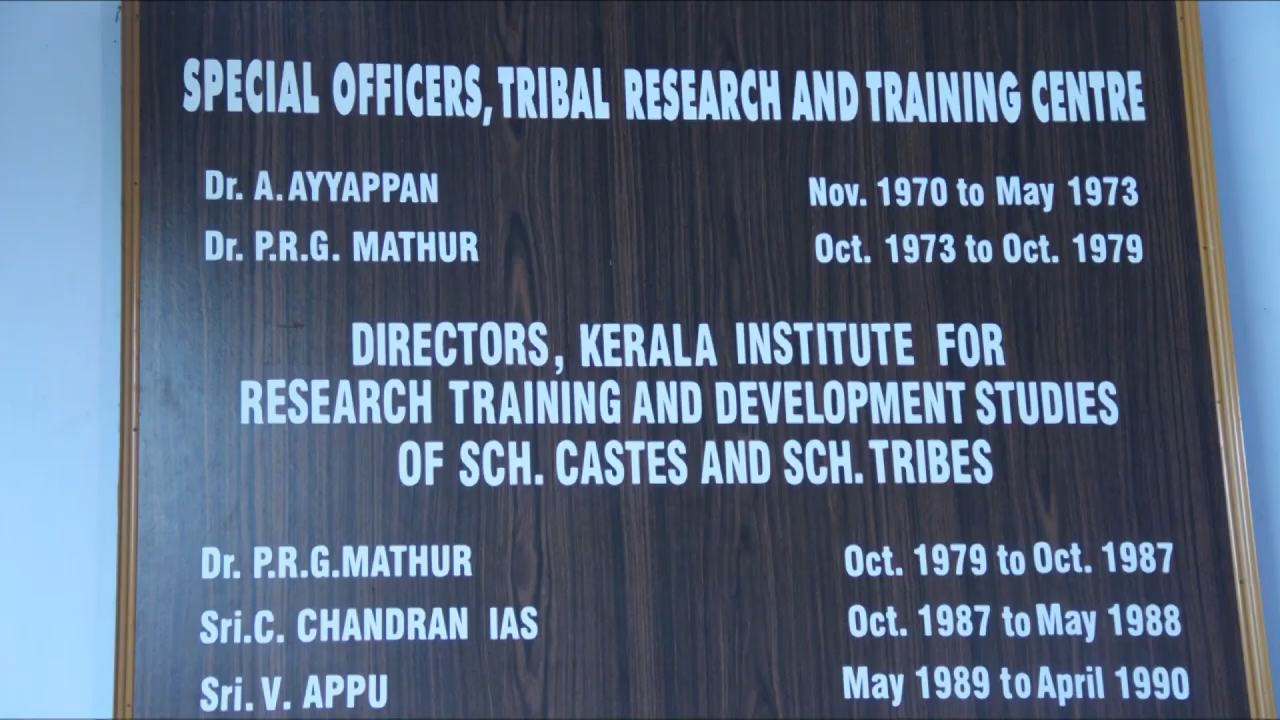 SPECIAL OFFICERS, TRIBAL RESEARCH AND TRAINING CENTRE
Dr. A. AYYAPPAN Nov. 1970 to May 1973
Dr. P.R.G. MATHUR Oct. 1973 to Oct. 1979
DIRECTORS, KERALA INSTITUTE FOR
RESEARCH TRAINING AND DEVELOPMENT STUDIES
OF SCH. CASTES AND SCH. TRIBES
Dr. P.R.G.MATHUR Oct. 1979 to Oct. 1987
Sri.C. CHANDRAN IAS Oct. 1987 to May 1988
Sri. V. APPU May 1989 to April 1990